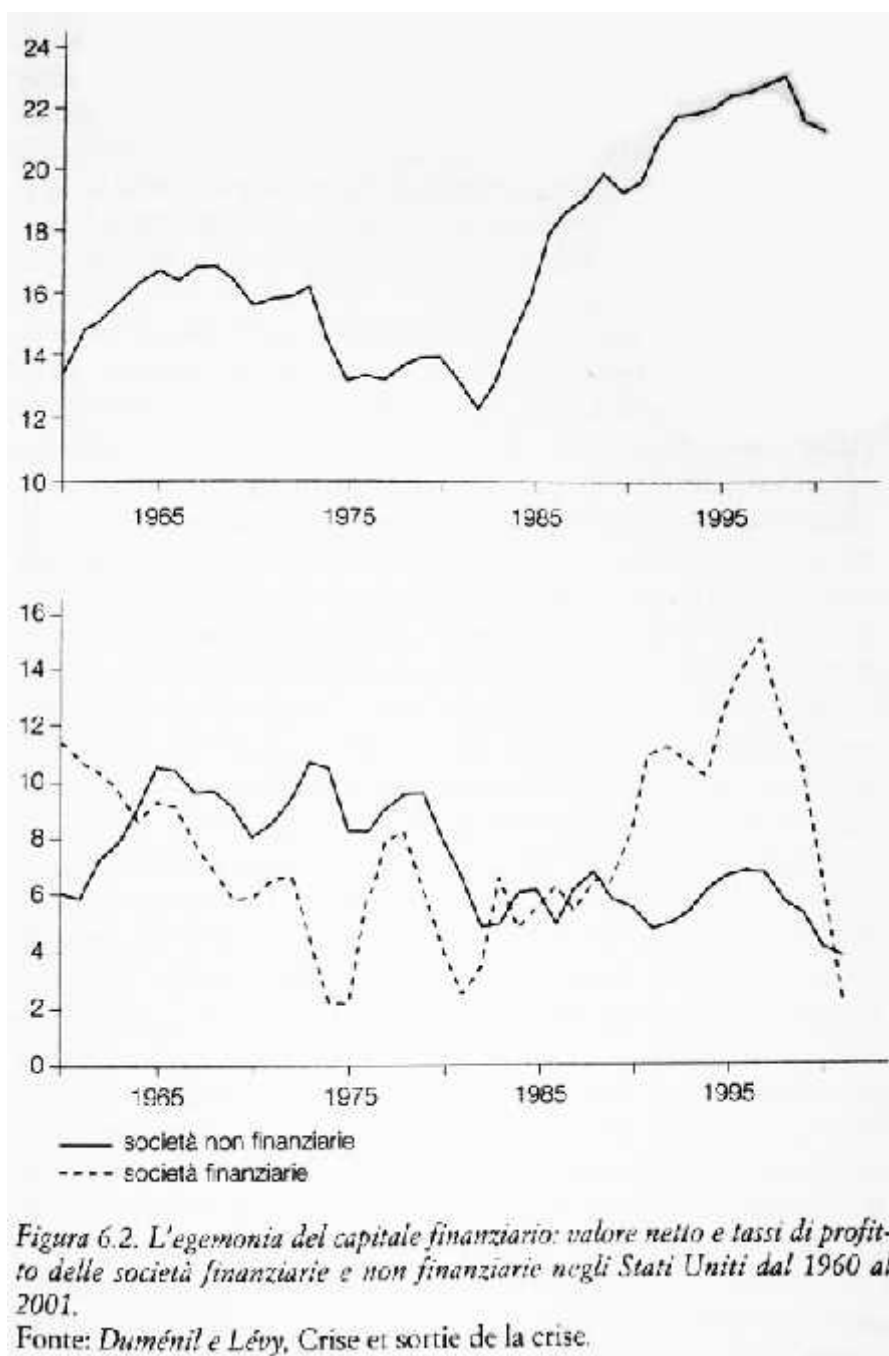 24
22
20
18
16
14
12
10
1965 1975 1985 1995
16
14
12
10
8
6
4
2
0
1965 1975 1985 1995
società non finanziarie
società finanziarie
Figura 6.2. L'egemonia del capitale finanziario: valore netto e tassi di profit-
to delle società finanziarie e non finanziarie negli Stati Uniti dal 1960 al
2001.
Fonte: Duménil e Lévy, Crise et sortie de la crise.